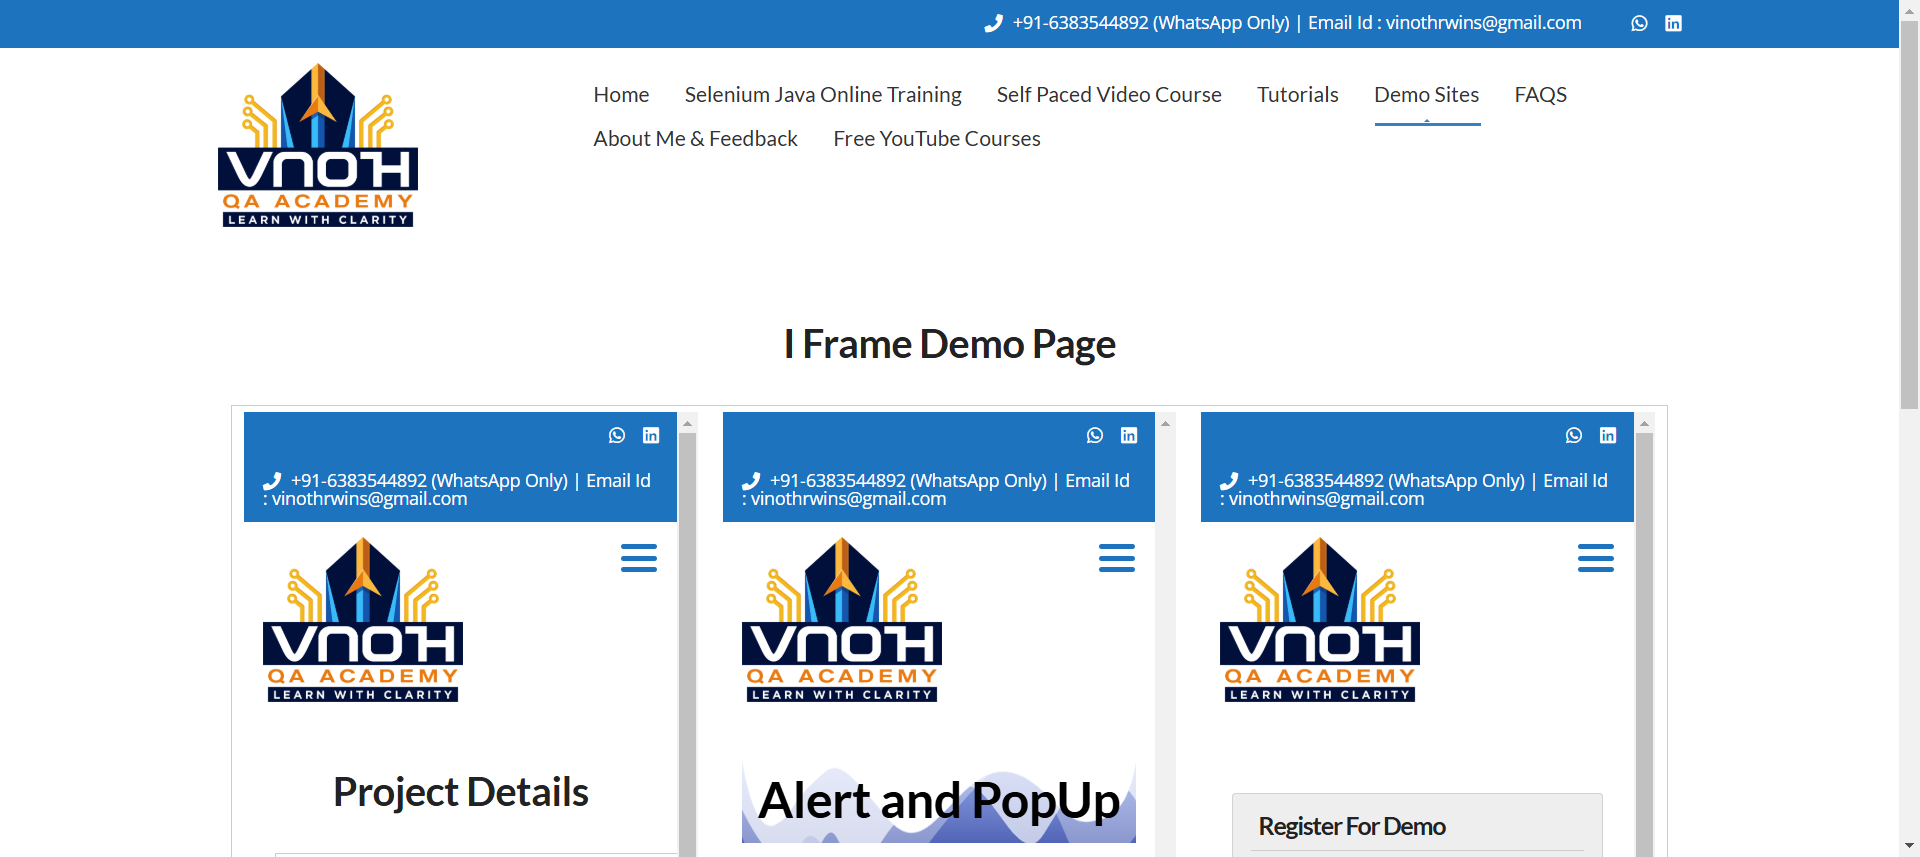 +91-6383544892 (WhatsApp Only) | Email Id : vinothrwins@gmail.com
VNOTH
QA ACADEMY
LEARN WITH CLARITY
Home Selenium Java Online Training Self Paced Video Course Tutorials Demo Sites FAQS
About Me & Feedback Free YouTube Courses
I Frame Demo Page
+91-6383544892 (WhatsApp Only) | Email Id
: vinothrwins@gmail.com
VNOTH
QA ACADEMY
LEARN WITH CLARITY
Project Details
+91-6383544892 (WhatsApp Only) | Email Id
: vinothrwins@gmail.com
VNOTH
QA ACADEMY
LEARN WITH CLARITY
Alert and PopUp
+91-6383544892 (WhatsApp Only) | Email Id
: vinothrwins@gmail.com
VNOTH
QA ACADEMY
LEARN WITH CLARITY
Register For Demo